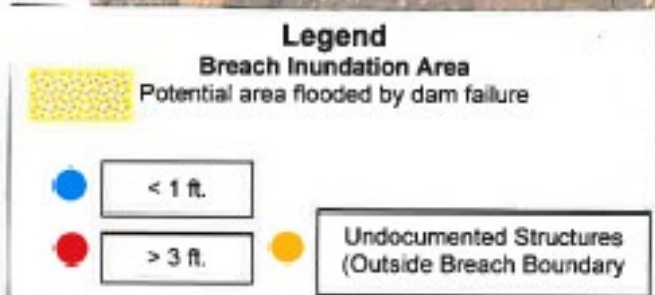 Legend
Breach Inundation Area
Potential area flooded by dam failure
< 1 ft.
> 3 ft.
Undocumented Structures
(Outside Breach Boundary